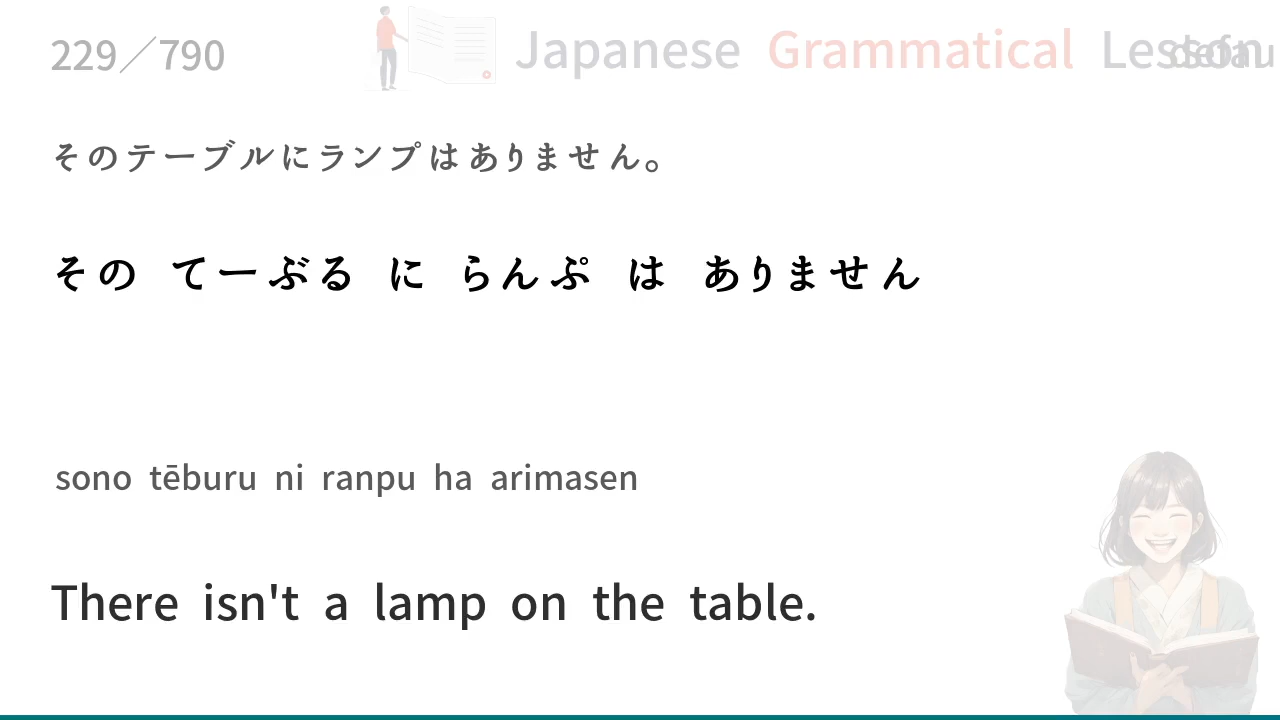 229／790
Japanese Grammatical Lesson
defau
そのテーブルにランプはありません。
その てーぶる に らんぷ は ありません
sono tēburu ni ranpu ha arimasen
There isn't a lamp on the table.